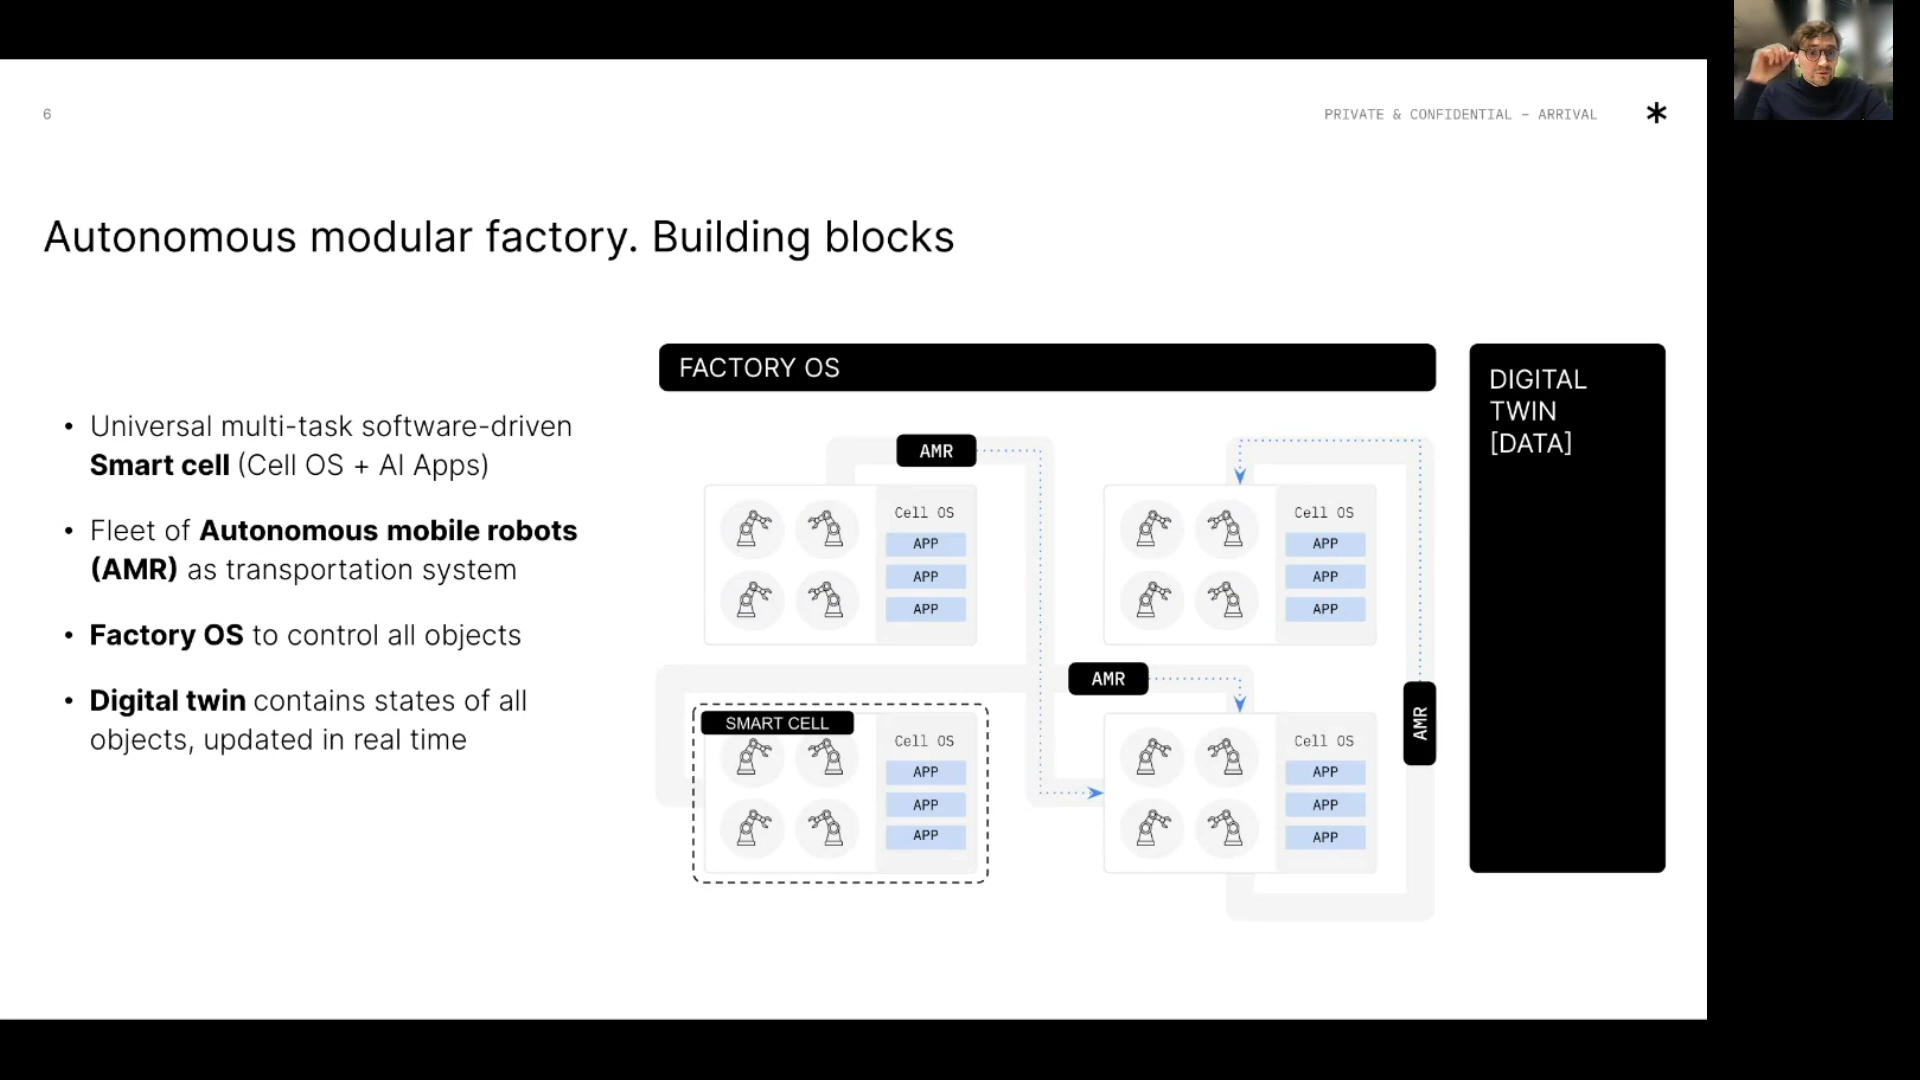 6
PRIVATE & CONFIDENTIAL – ARRIVAL
Autonomous modular factory. Building blocks
• Universal multi-task software-driven
Smart cell (Cell OS + AI Apps)
• Fleet of Autonomous mobile robots
(AMR) as transportation system
• Factory OS to control all objects
• Digital twin contains states of all
objects, updated in real time
FACTORY OS
AMR
Cell OS
APP
APP
APP
Cell OS
APP
APP
APP
AMR
SMART CELL
Cell OS
APP
APP
APP
Cell OS
APP
APP
APP
AMR
DIGITAL
TWIN
[DATA]